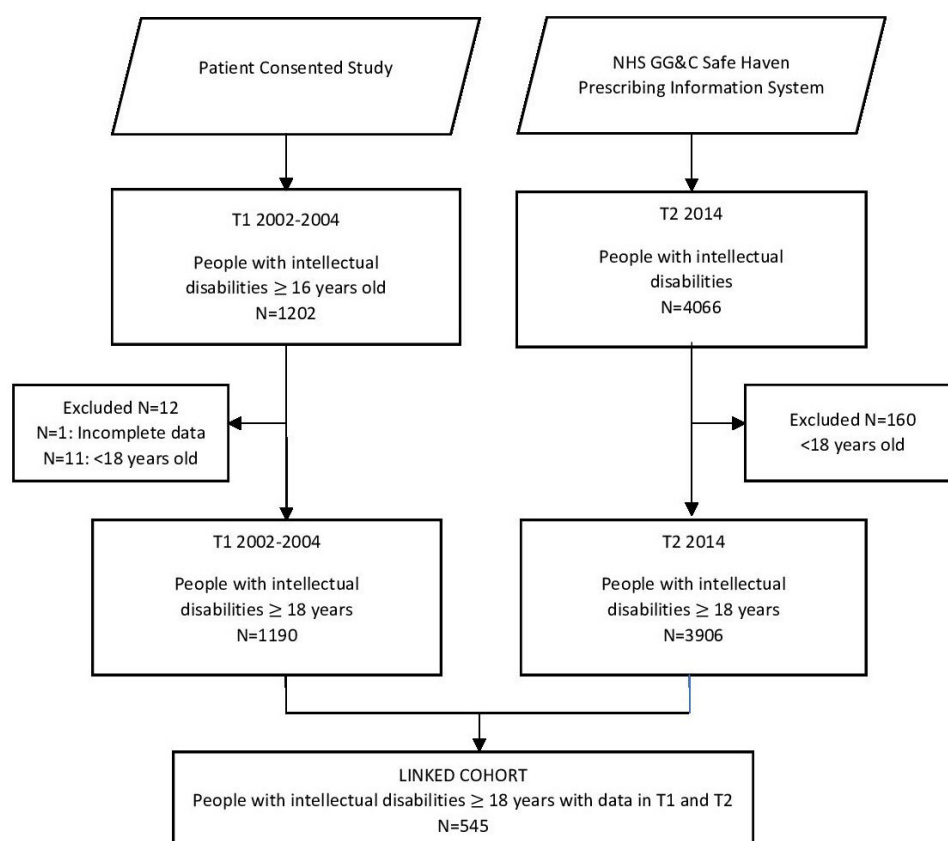 Patient Consented Study
NHS GG&C Safe Haven
Prescribing Information System
T1 2002-2004
People with intellectual
disabilities ≥ 16 years old
N=1202
T2 2014
People with intellectual
disabilities
N=4066
Excluded N=12
N=1: Incomplete data
N=11: <18 years old
Excluded N=160
<18 years old
T1 2002-2004
People with intellectual
disabilities ≥ 18 years
N=1190
T2 2014
People with intellectual
disabilities ≥ 18 years
N=3906
LINKED COHORT
People with intellectual disabilities ≥ 18 years with data in T1 and T2
N=545